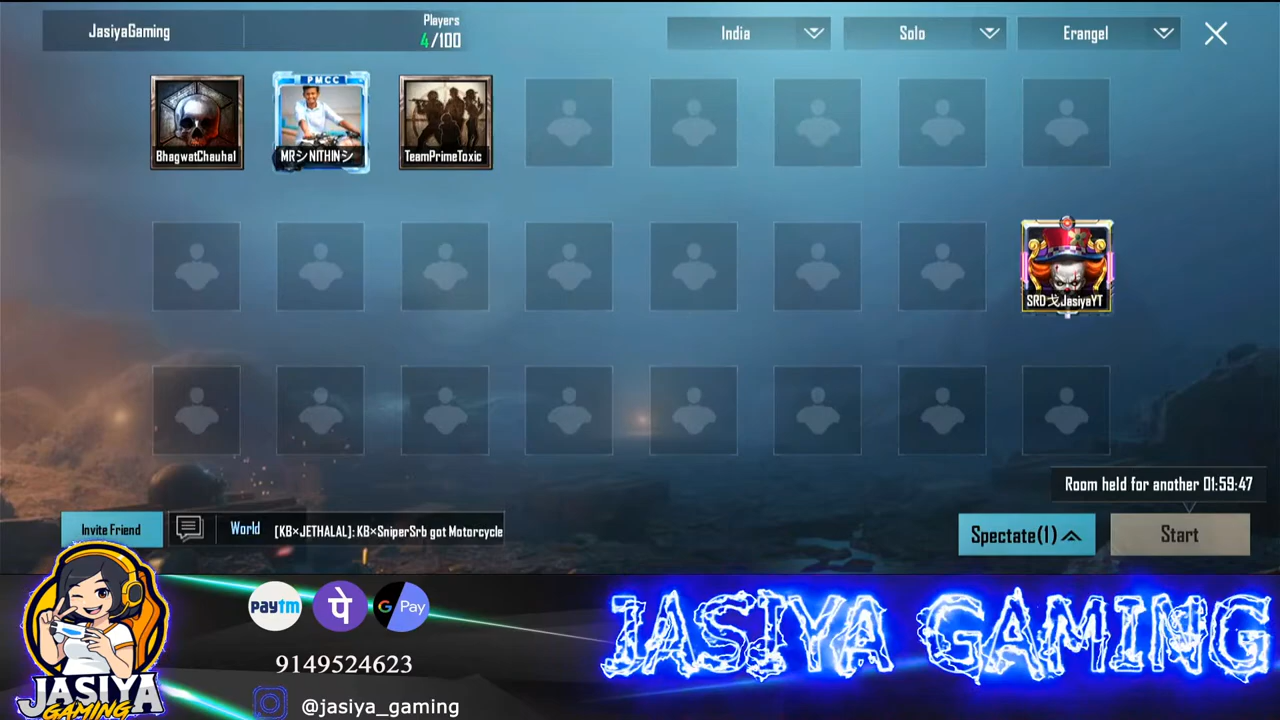 JasiyaGaming
Players
4/100
India
Solo
Erangel
PMCC
BhagwatChauhal
MRシNITHINシ
TeamPrimeToxic
SRD戈JasiyaYT
Room held for another 01:59:47
Invite Friend
World
[KB×JETHALAL]: KB×SniperSrb got Motorcycle
Spectate(1)
Start
paytm
पे
G Pay
9149524623
@jasiya_gaming
JASIYA
GAMING
JASIYA GAMING